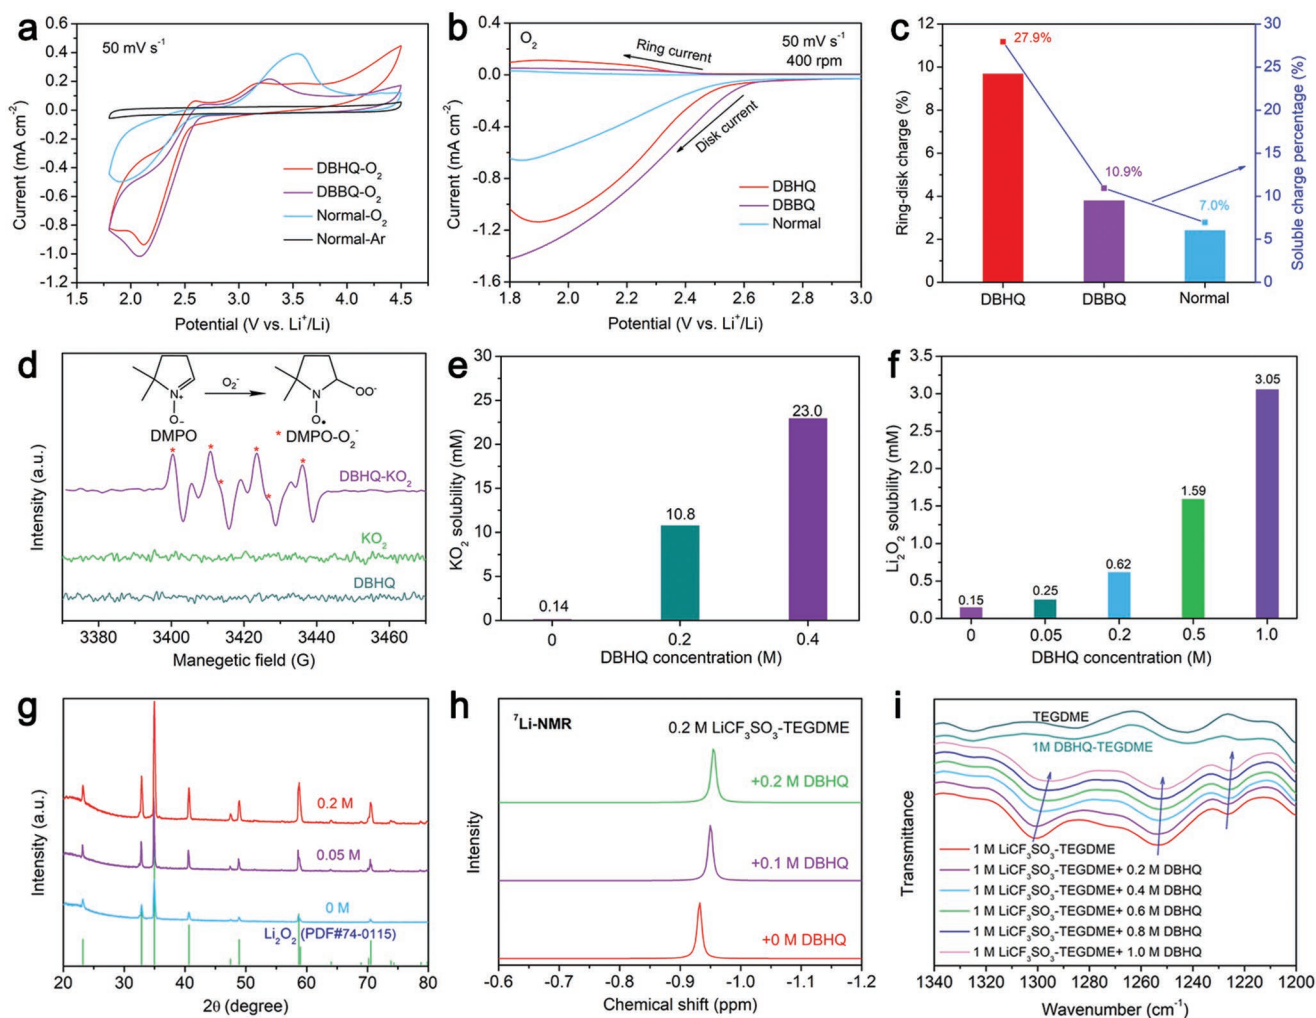 a
50 mV s⁻¹
0.6
0.4
0.2
0.0
-0.2
-0.4
-0.6
-0.8
-1.0
-1.2
Current (mA cm⁻²)
DBHQ-O₂
DBBQ-O₂
Normal-O₂
Normal-Ar
1.5 2.0 2.5 3.0 3.5 4.0 4.5
Potential (V vs. Li⁺/Li)
b
O₂
50 mV s⁻¹
400 rpm
Ring current
Disk current
0.4
0.0
-0.4
-0.8
-1.2
-1.6
Current (mA cm⁻²)
DBHQ
DBBQ
Normal
1.8 2.0 2.2 2.4 2.6 2.8 3.0
Potential (V vs. Li⁺/Li)
c
12
10
8
6
4
2
0
Ring-disk charge (%)
27.9%
10.9%
7.0%
30
25
20
15
10
5
0
Soluble charge percentage (%)
DBHQ DBBQ Normal
d
O₂⁻
N⁺
O⁻
DMPO
OO⁻
N
O•
* DMPO-O₂⁻
* * * * * *
DBHQ-KO₂
KO₂
DBHQ
Intensity (a.u.)
3380 3400 3420 3440 3460
Manegetic field (G)
e
30
25
20
15
10
5
0
KO₂ solubility (mM)
0.14
10.8
23.0
0 0.2 0.4
DBHQ concentration (M)
f
3.5
3.0
2.5
2.0
1.5
1.0
0.5
0.0
Li₂O₂ solubility (mM)
0.15
0.25
0.62
1.59
3.05
0 0.05 0.2 0.5 1.0
DBHQ concentration (M)
g
Intensity (a.u.)
0.2 M
0.05 M
0 M
Li₂O₂ (PDF#74-0115)
20 30 40 50 60 70 80
2θ (degree)
h
⁷Li-NMR
0.2 M LiCF₃SO₃-TEGDME
+0.2 M DBHQ
+0.1 M DBHQ
+0 M DBHQ
Intensity
-0.6 -0.7 -0.8 -0.9 -1.0 -1.1 -1.2
Chemical shift (ppm)
i
TEGDME
1M DBHQ-TEGDME
Transmittance
1 M LiCF₃SO₃-TEGDME
1 M LiCF₃SO₃-TEGDME+ 0.2 M DBHQ
1 M LiCF₃SO₃-TEGDME+ 0.4 M DBHQ
1 M LiCF₃SO₃-TEGDME+ 0.6 M DBHQ
1 M LiCF₃SO₃-TEGDME+ 0.8 M DBHQ
1 M LiCF₃SO₃-TEGDME+ 1.0 M DBHQ
1340 1320 1300 1280 1260 1240 1220 1200
Wavenumber (cm⁻¹)